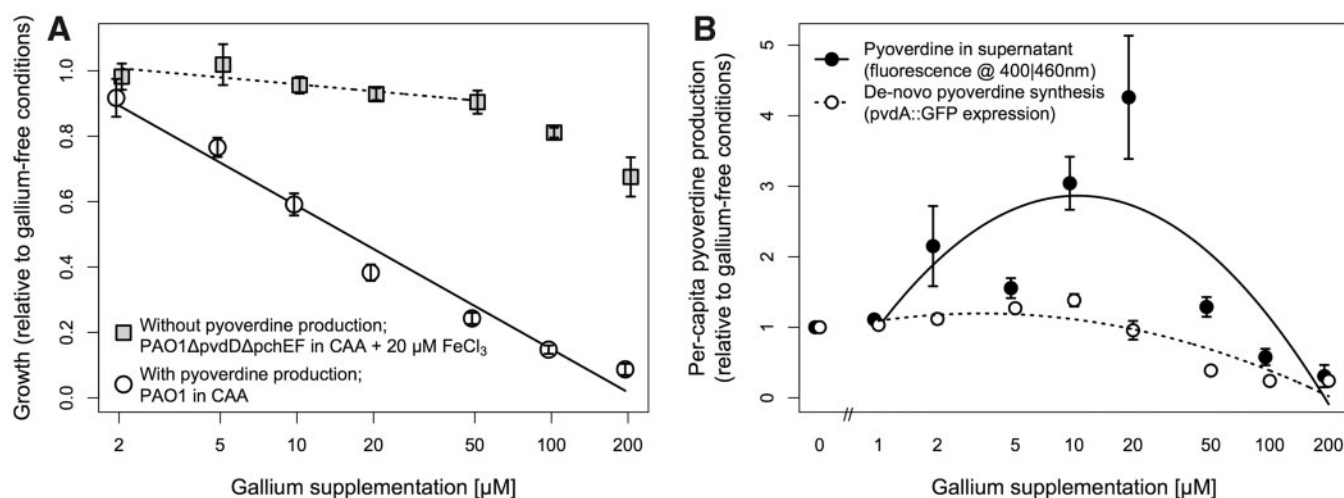 A
Growth (relative to gallium-free conditions)
1.0
0.8
0.6
0.4
0.2
0.0
Without pyoverdine production;
PAO1ΔpvdDΔpchEF in CAA + 20 µM FeCl₃
With pyoverdine production;
PAO1 in CAA
2 5 10 20 50 100 200
Gallium supplementation [µM]
B
Per-capita pyoverdine production
(relative to gallium-free conditions)
5
4
3
2
1
0
Pyoverdine in supernatant
(fluorescence @ 400|460nm)
De-novo pyoverdine synthesis
(pvdA::GFP expression)
0 // 1 2 5 10 20 50 100 200
Gallium supplementation [µM]